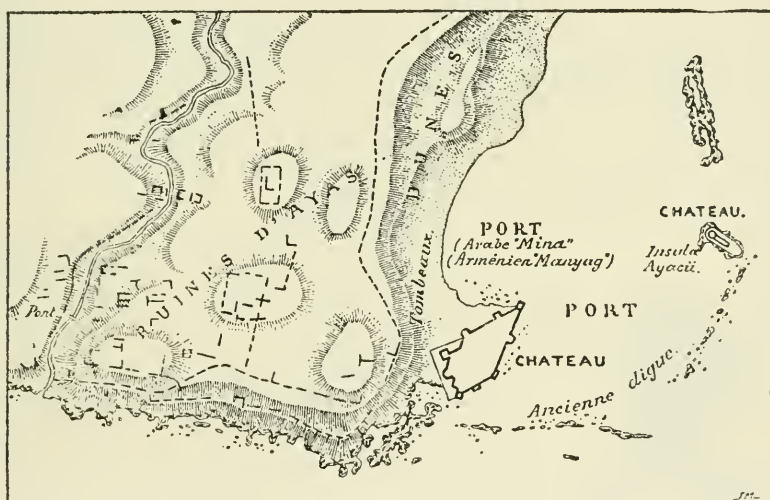 DUNES
RUINES D'AYAS
Tombeaux
PORT
(Arabe "Mina"
(Arménien "Manyag")
CHATEAU.
Insula
Ayacii.
PORT
Pont
CHATEAU
Ancienne digue